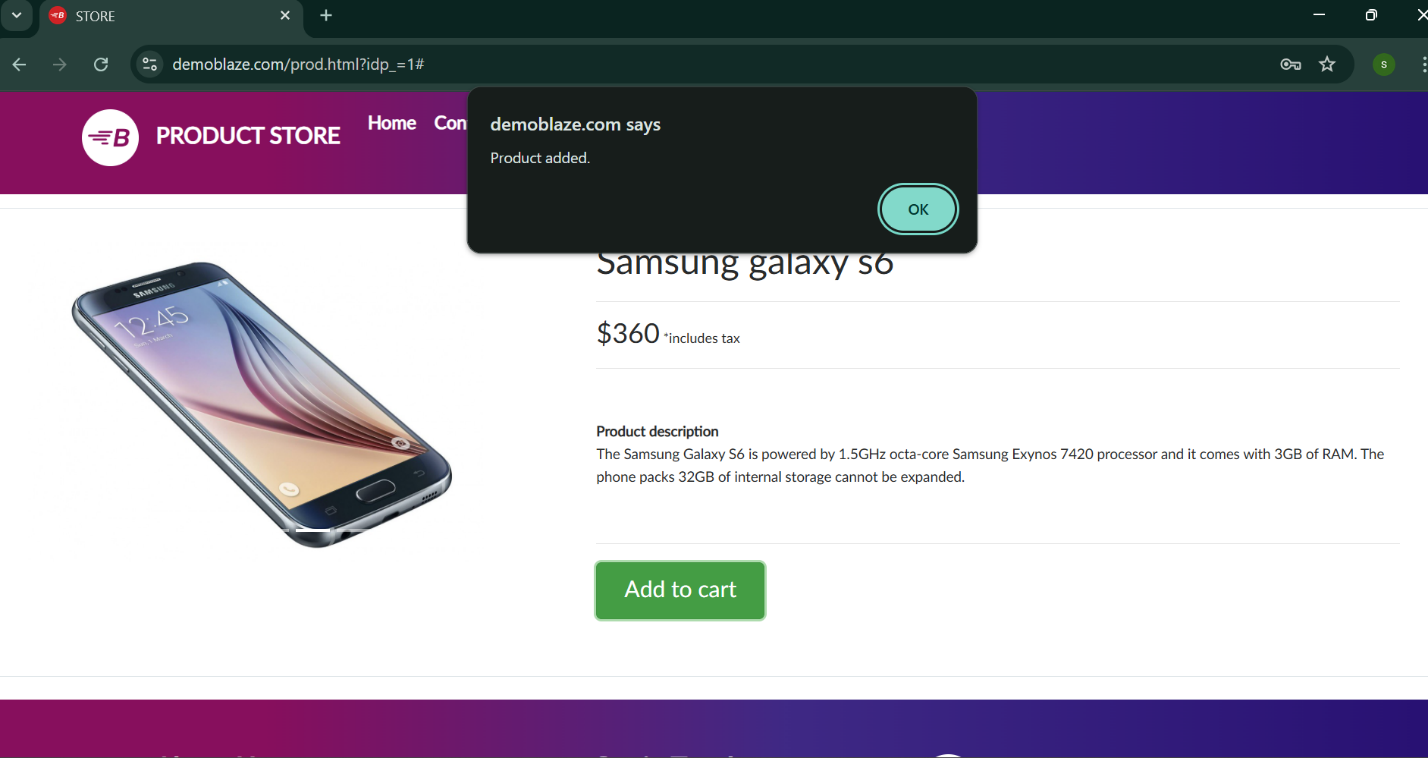 STORE
demoblaze.com/prod.html?idp_=1#
S
B
PRODUCT STORE
Home
demoblaze.com says
Product added.
OK
Samsung galaxy s6
$360 *includes tax
SAMSUNG
12:45
Product description
The Samsung Galaxy S6 is powered by 1.5GHz octa-core Samsung Exynos 7420 processor and it comes with 3GB of RAM. The
phone packs 32GB of internal storage cannot be expanded.
Add to cart